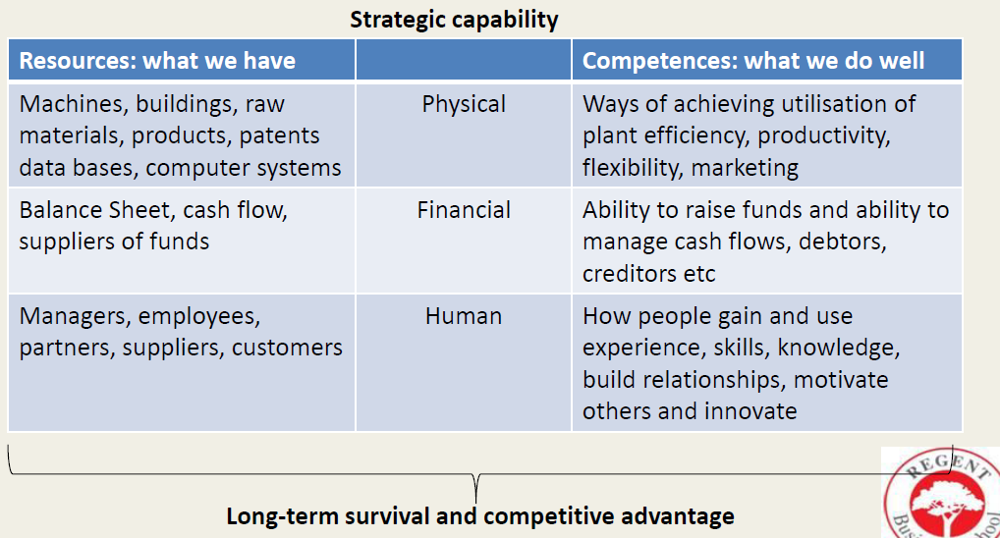 Strategic capability
Resources: what we have
Competences: what we do well
Machines, buildings, raw
materials, products, patents
data bases, computer systems
Physical
Ways of achieving utilisation of
plant efficiency, productivity,
flexibility, marketing
Balance Sheet, cash flow,
suppliers of funds
Financial
Ability to raise funds and ability to
manage cash flows, debtors,
creditors etc
Managers, employees,
partners, suppliers, customers
Human
How people gain and use
experience, skills, knowledge,
build relationships, motivate
others and innovate
Long-term survival and competitive advantage
REGENT